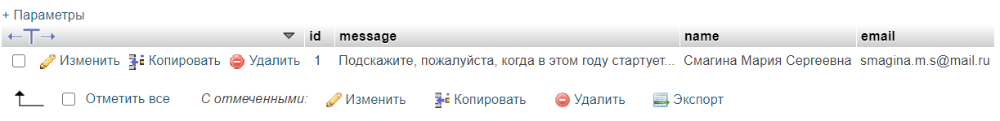 + Параметры
←T→ id message name email
Изменить Копировать Удалить 1 Подскажите, пожалуйста, когда в этом году стартует... Смагина Мария Сергеевна smagina.m.s@mail.ru
Отметить все С отмеченными: Изменить Копировать Удалить Экспорт